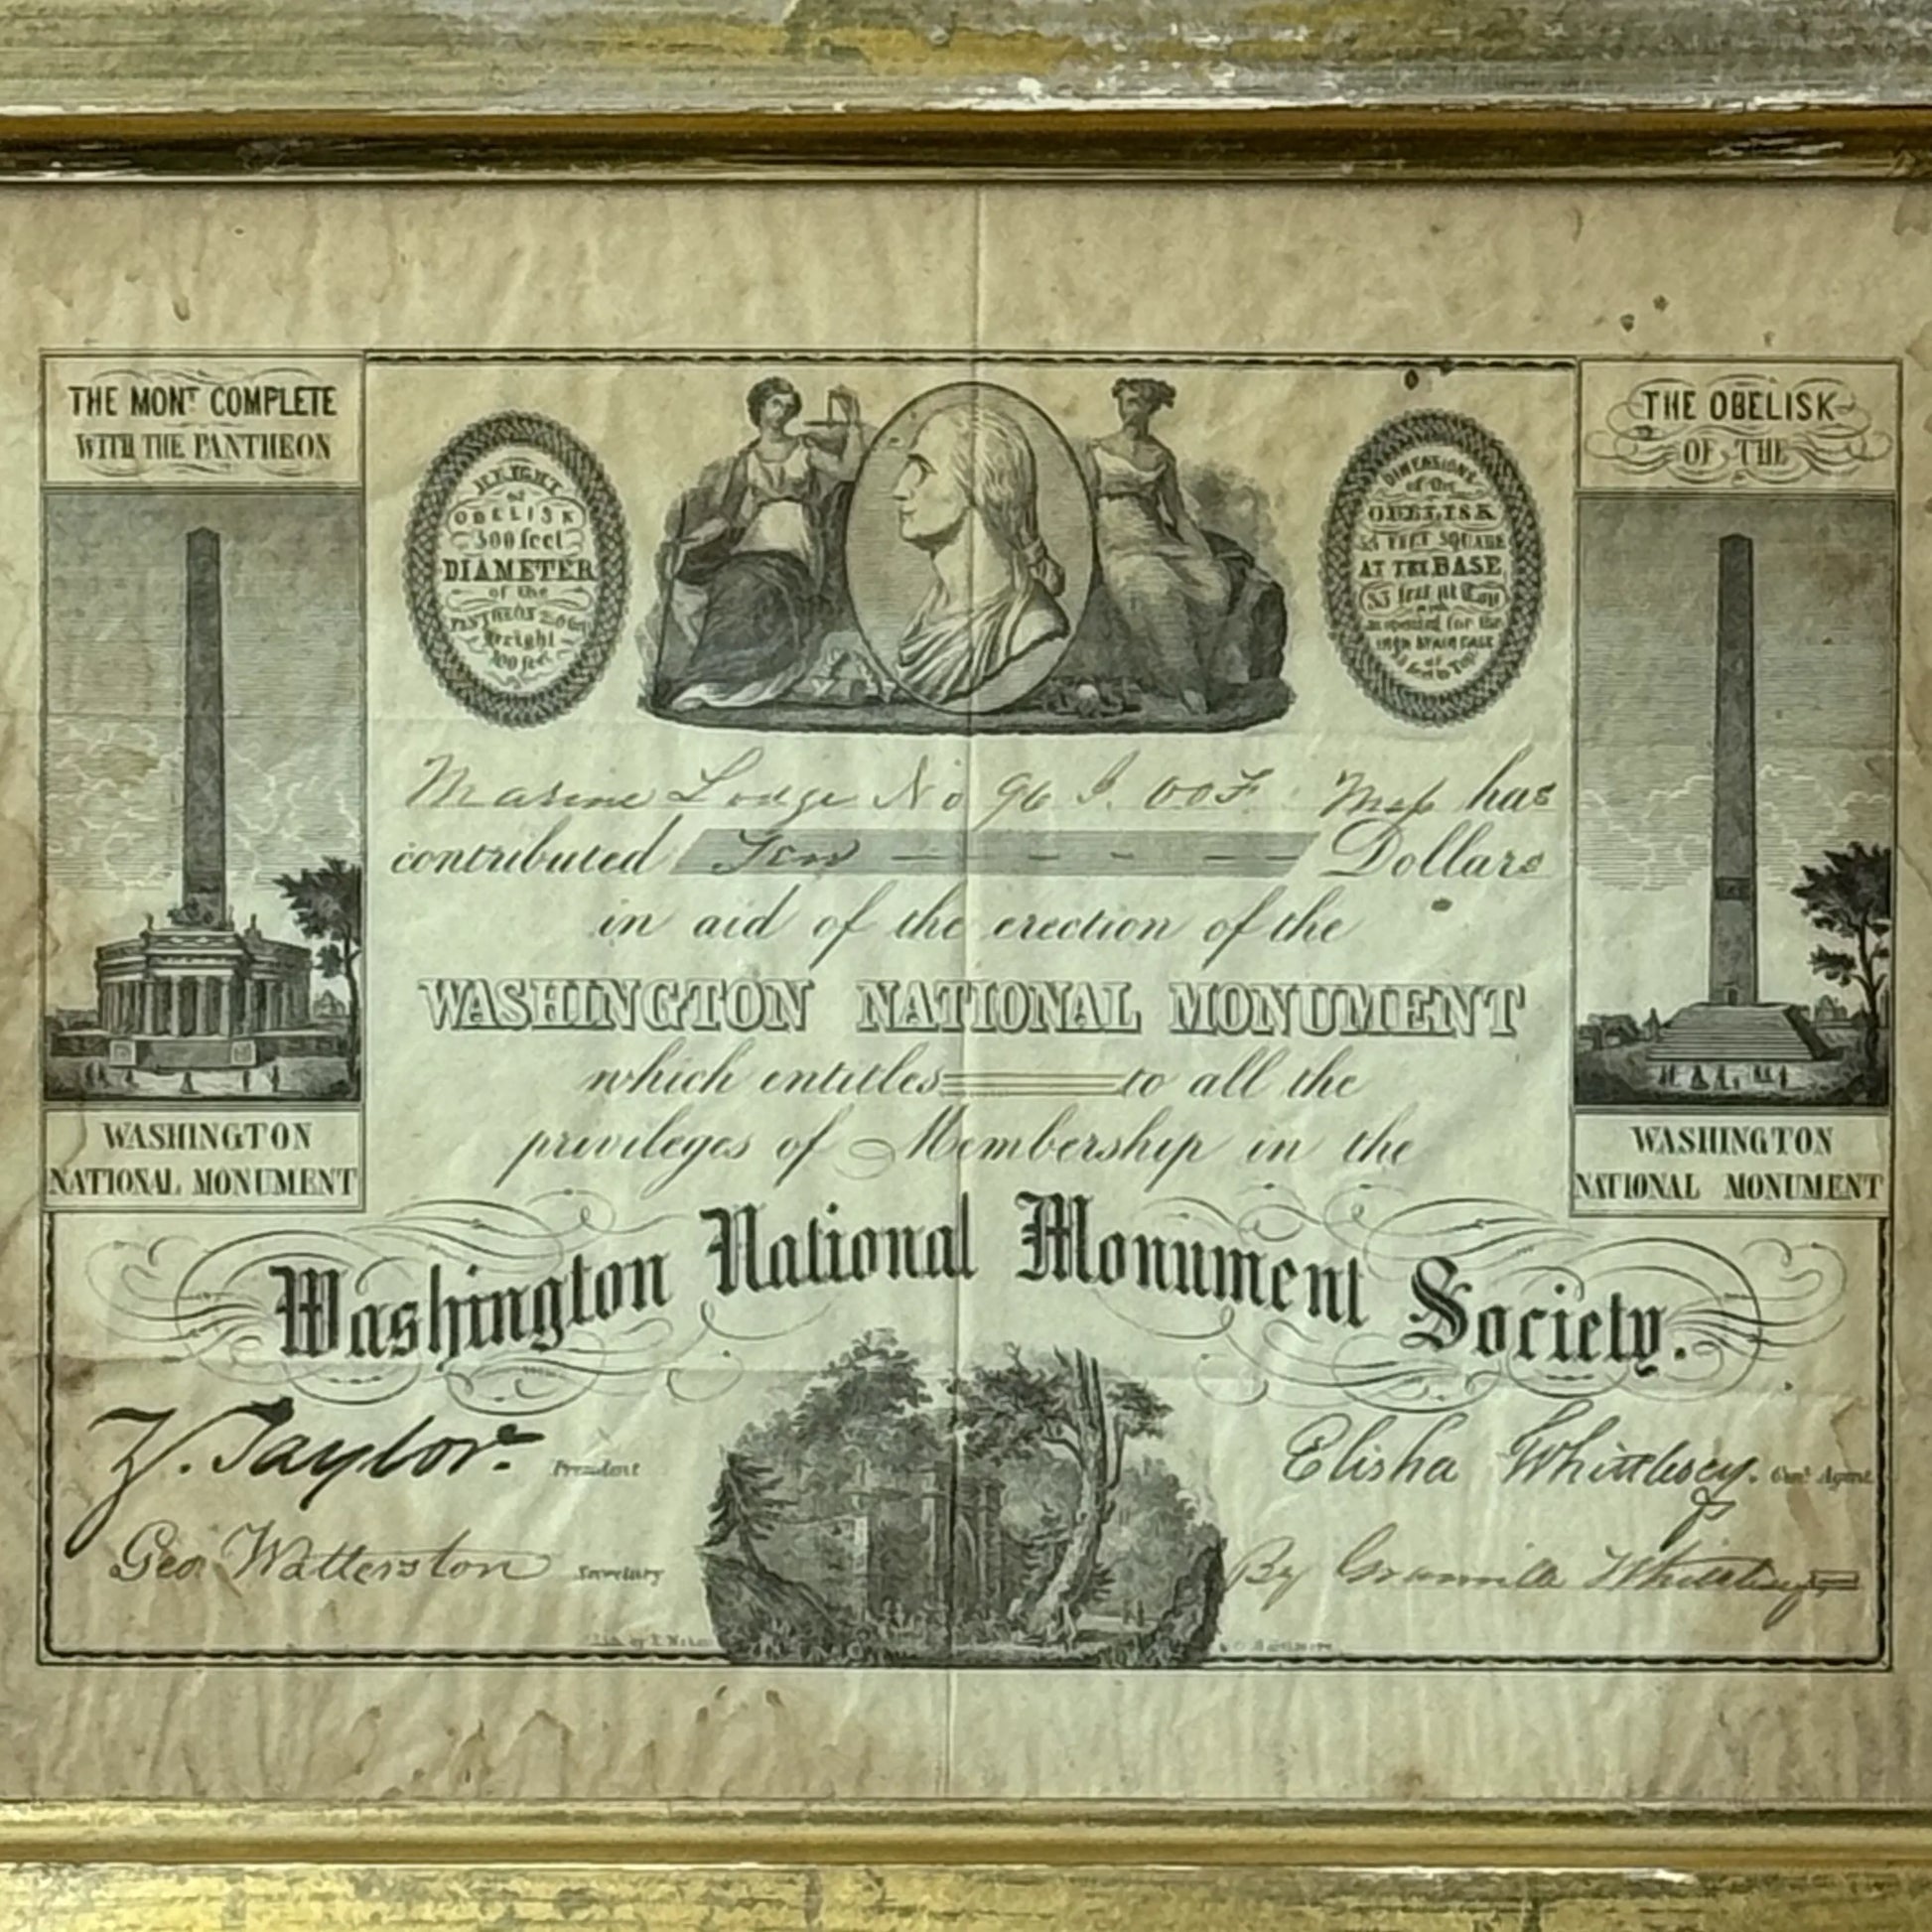 THE MONT COMPLETE
WITH THE PANTHEON
WASHINGTON
NATIONAL MONUMENT
HEIGHT
of
OBELISK
500 feet
DIAMETER
of the
PANTHEON
height
100 feet
DIMENSIONS
of the
OBELISK
FEET SQUARE
AT THE BASE
feet at Top
for the
THE OBELISK
OF THE
WASHINGTON
NATIONAL MONUMENT
Marine Lodge No 96 I.OOF. has
contributed Ten Dollars
in aid of the erection of the
WASHINGTON NATIONAL MONUMENT
which entitles to all the
privileges of Membership in the
Washington National Monument Society.
Z. Taylor. President
Geo. Watterston Secretary
Elisha Whittlesey. Genl Agent
By Granville Whittlesey